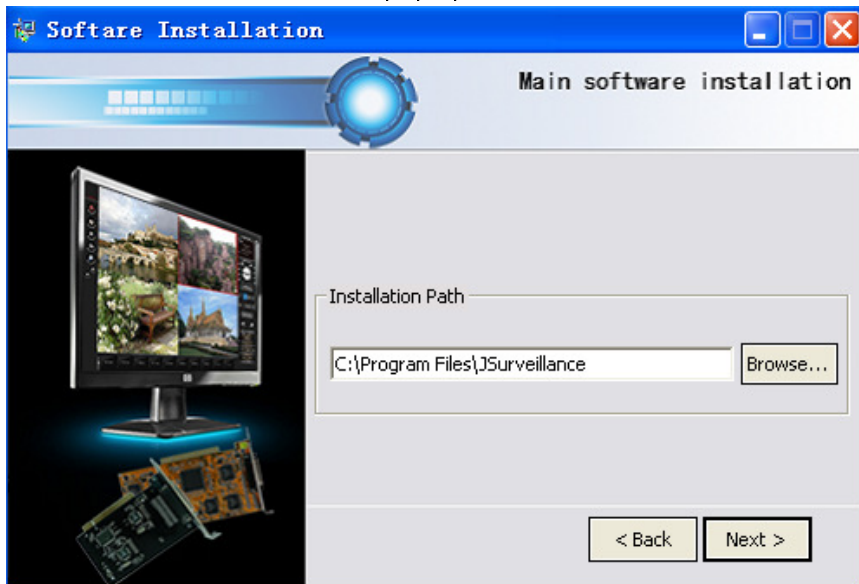 Softare Installation
Main software installation
Installation Path
C:\Program Files\JSurveillance
Browse...
< Back
Next >